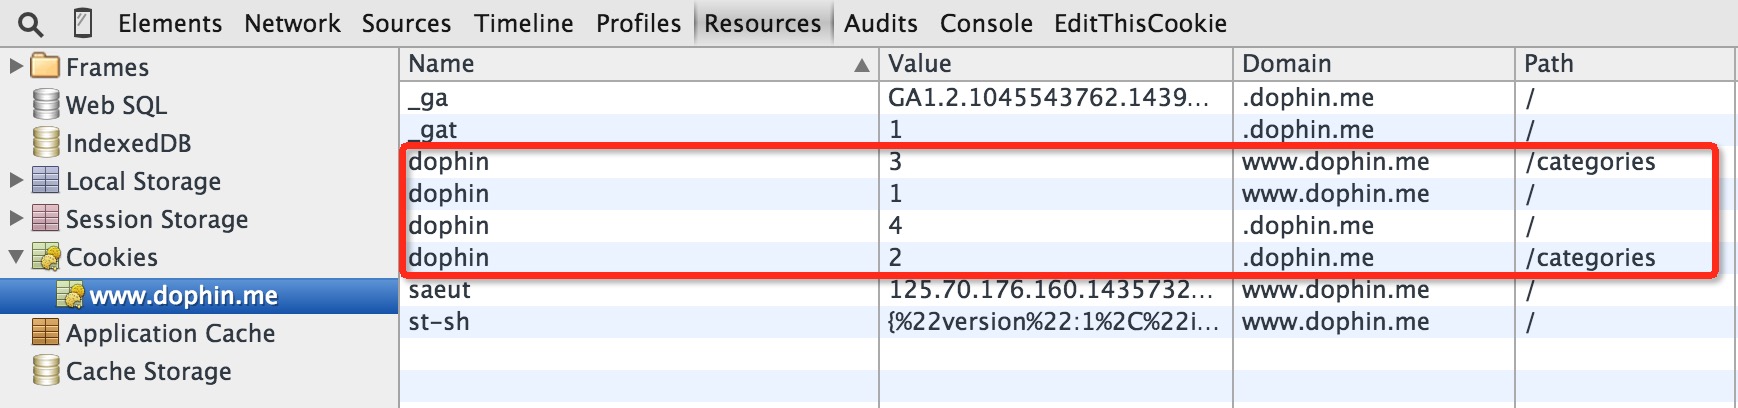 Elements Network Sources Timeline Profiles Resources Audits Console EditThisCookie
Frames
Web SQL
IndexedDB
Local Storage
Session Storage
Cookies
www.dophin.me
Application Cache
Cache Storage
Name Value Domain Path
_ga GA1.2.1045543762.1439... .dophin.me /
_gat 1 .dophin.me /
dophin 3 www.dophin.me /categories
dophin 1 www.dophin.me /
dophin 4 .dophin.me /
dophin 2 .dophin.me /categories
saeut 125.70.176.160.1435732... www.dophin.me /
st-sh {%22version%22:1%2C%22i... www.dophin.me /